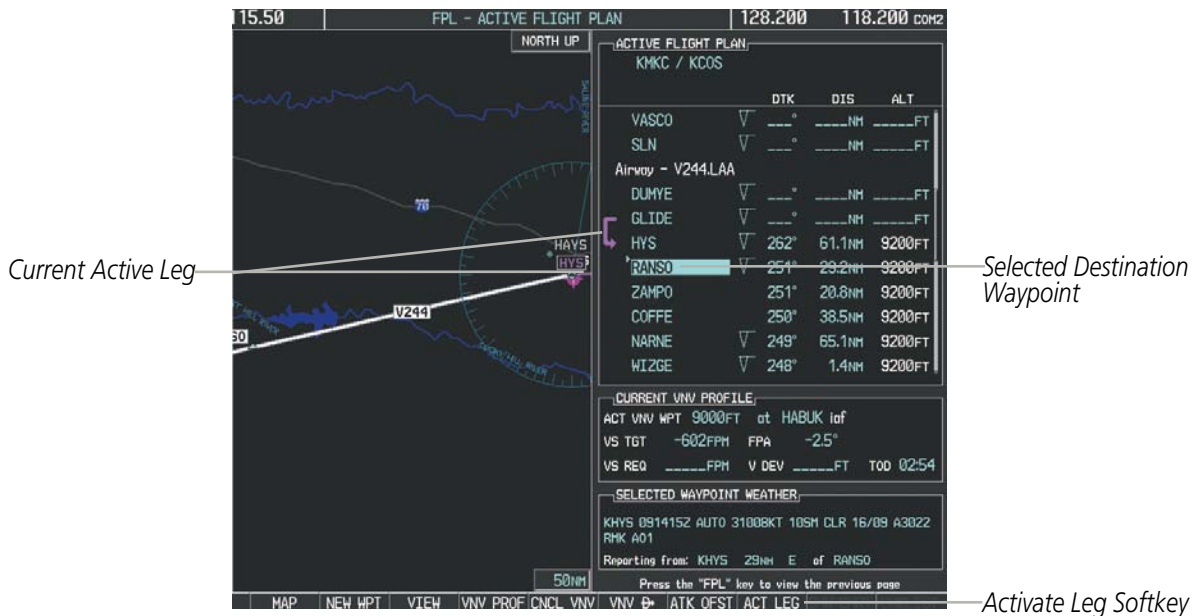 115.50 FPL – ACTIVE FLIGHT PLAN 128.200 118.200 COM2
NORTH UP
SALINE RIVER
70
HAYS
HYS
V244
SMOKY HILL RIVER
50NM
ACTIVE FLIGHT PLAN
KMKC / KCOS
DTK DIS ALT
VASCO ___° ____NM _____FT
SLN ___° ____NM _____FT
Airway – V244.LAA
DUMYE ___° ____NM _____FT
GLIDE ___° ____NM _____FT
HYS 262° 61.1NM 9200FT
RANSO 251° 29.2NM 9200FT
ZAMPO 251° 20.8NM 9200FT
COFFE 250° 38.5NM 9200FT
NARNE 249° 65.1NM 9200FT
WIZGE 248° 1.4NM 9200FT
CURRENT VNV PROFILE
ACT VNV WPT 9000FT at HABUK iaf
VS TGT -602FPM FPA -2.5°
VS REQ _____FPM V DEV _____FT TOD 02:54
SELECTED WAYPOINT WEATHER
KHYS 091415Z AUTO 31008KT 10SM CLR 16/09 A3022
RMK AO1
Reporting from: KHYS 29NM E of RANSO
Press the "FPL" key to view the previous page
MAP NEW WPT VIEW VNV PROF CNCL VNV VNV D ATK OFST ACT LEG
Current Active Leg
Selected Destination
Waypoint
Activate Leg Softkey